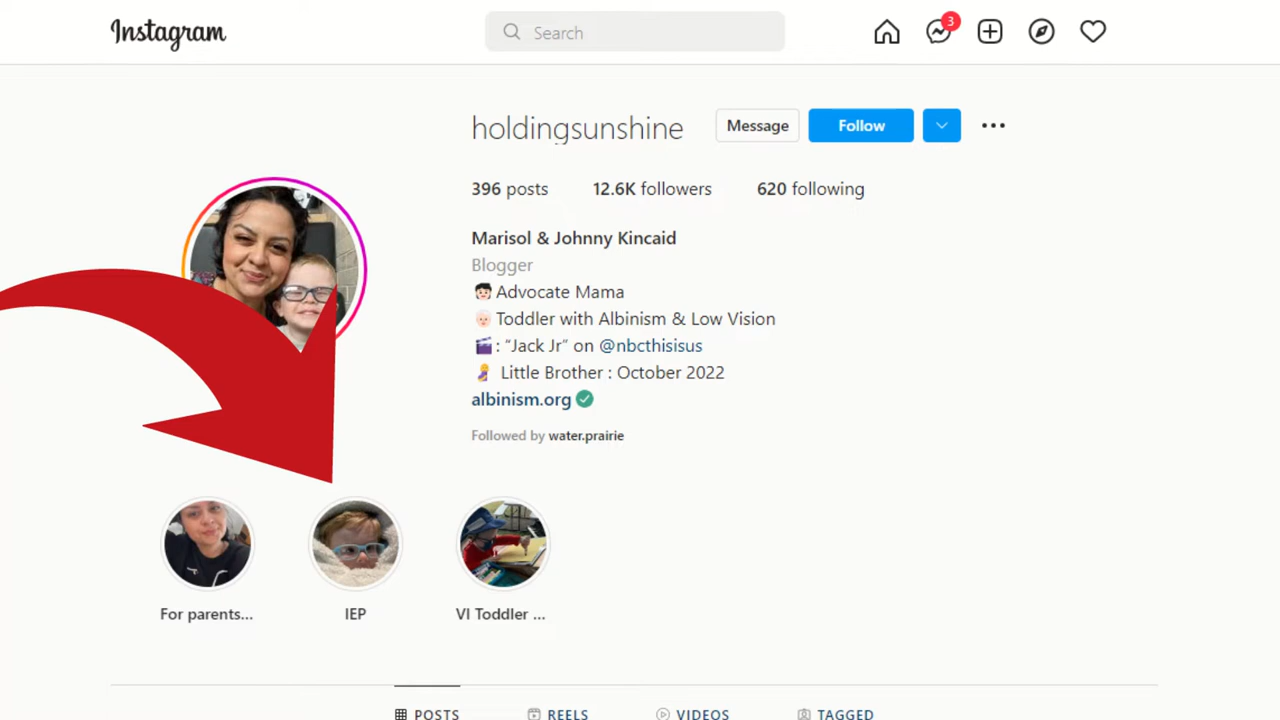 Instagram
Search
3
holdingsunshine
Message
Follow
396 posts 12.6K followers 620 following
Marisol & Johnny Kincaid
Blogger
👩🏻 Advocate Mama
👶🏻 Toddler with Albinism & Low Vision
🎬 : “Jack Jr” on @nbcthisisus
🤱 Little Brother : October 2022
albinism.org
Followed by water.prairie
For parents...
IEP
VI Toddler ...
POSTS REELS VIDEOS TAGGED